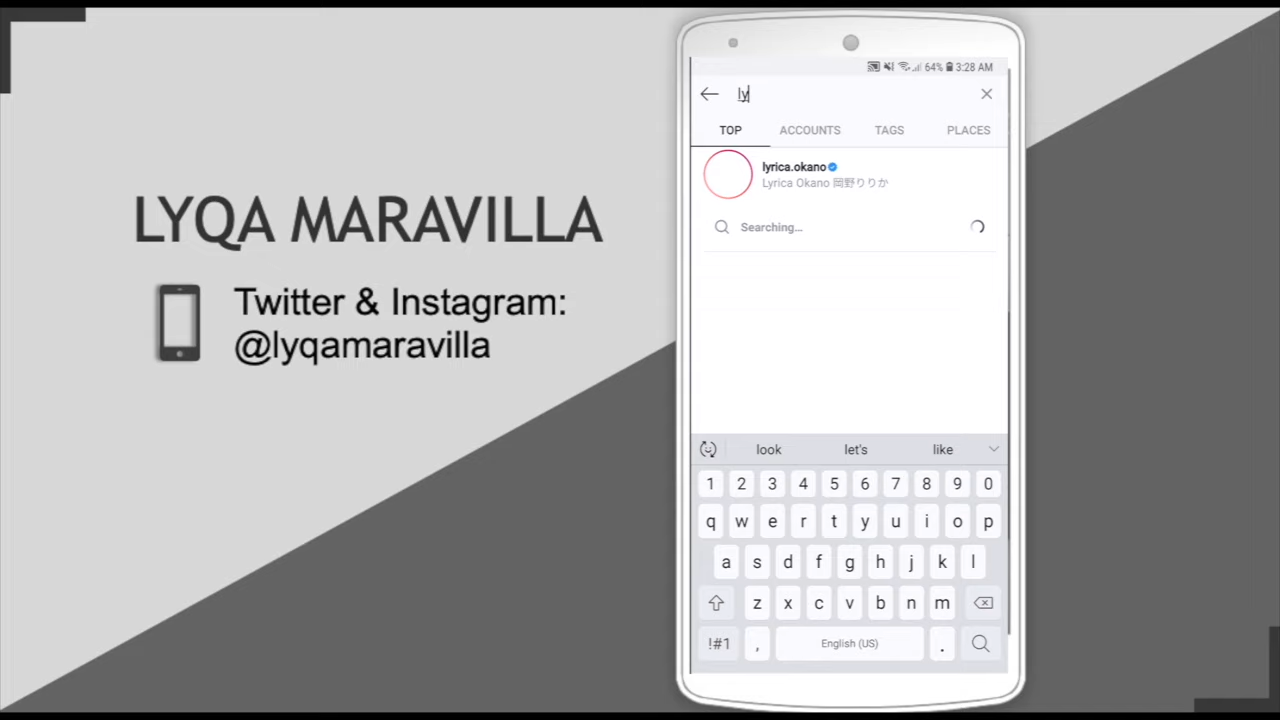 LYQA MARAVILLA
Twitter & Instagram:
@lyqamaravilla
64% 3:28 AM
ly
TOP ACCOUNTS TAGS PLACES
lyrica.okano
Lyrica Okano 岡野りりか
Searching...
look let's like
1 2 3 4 5 6 7 8 9 0
q w e r t y u i o p
a s d f g h j k l
z x c v b n m
!#1 , English (US) .